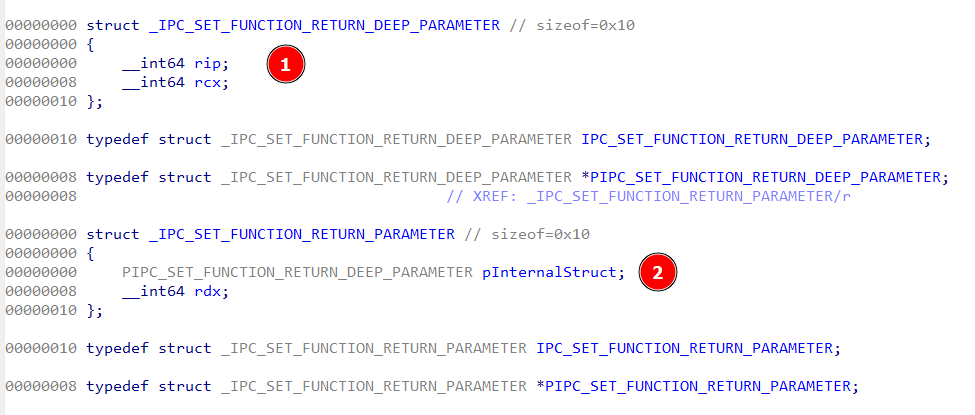 00000000 struct _IPC_SET_FUNCTION_RETURN_DEEP_PARAMETER // sizeof=0x10
00000000 {
00000000     __int64 rip; 1
00000008     __int64 rcx;
00000010 };
00000010 typedef struct _IPC_SET_FUNCTION_RETURN_DEEP_PARAMETER IPC_SET_FUNCTION_RETURN_DEEP_PARAMETER;
00000008 typedef struct _IPC_SET_FUNCTION_RETURN_DEEP_PARAMETER *PIPC_SET_FUNCTION_RETURN_DEEP_PARAMETER;
00000008                                         // XREF: _IPC_SET_FUNCTION_RETURN_PARAMETER/r
00000000 struct _IPC_SET_FUNCTION_RETURN_PARAMETER // sizeof=0x10
00000000 {
00000000     PIPC_SET_FUNCTION_RETURN_DEEP_PARAMETER pInternalStruct; 2
00000008     __int64 rdx;
00000010 };
00000010 typedef struct _IPC_SET_FUNCTION_RETURN_PARAMETER IPC_SET_FUNCTION_RETURN_PARAMETER;
00000008 typedef struct _IPC_SET_FUNCTION_RETURN_PARAMETER *PIPC_SET_FUNCTION_RETURN_PARAMETER;